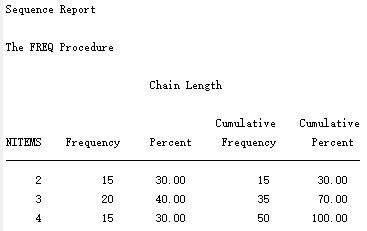 Sequence Report
The FREQ Procedure
Chain Length
Cumulative Cumulative
NITEMS Frequency Percent Frequency Percent
2 15 30.00 15 30.00
3 20 40.00 35 70.00
4 15 30.00 50 100.00